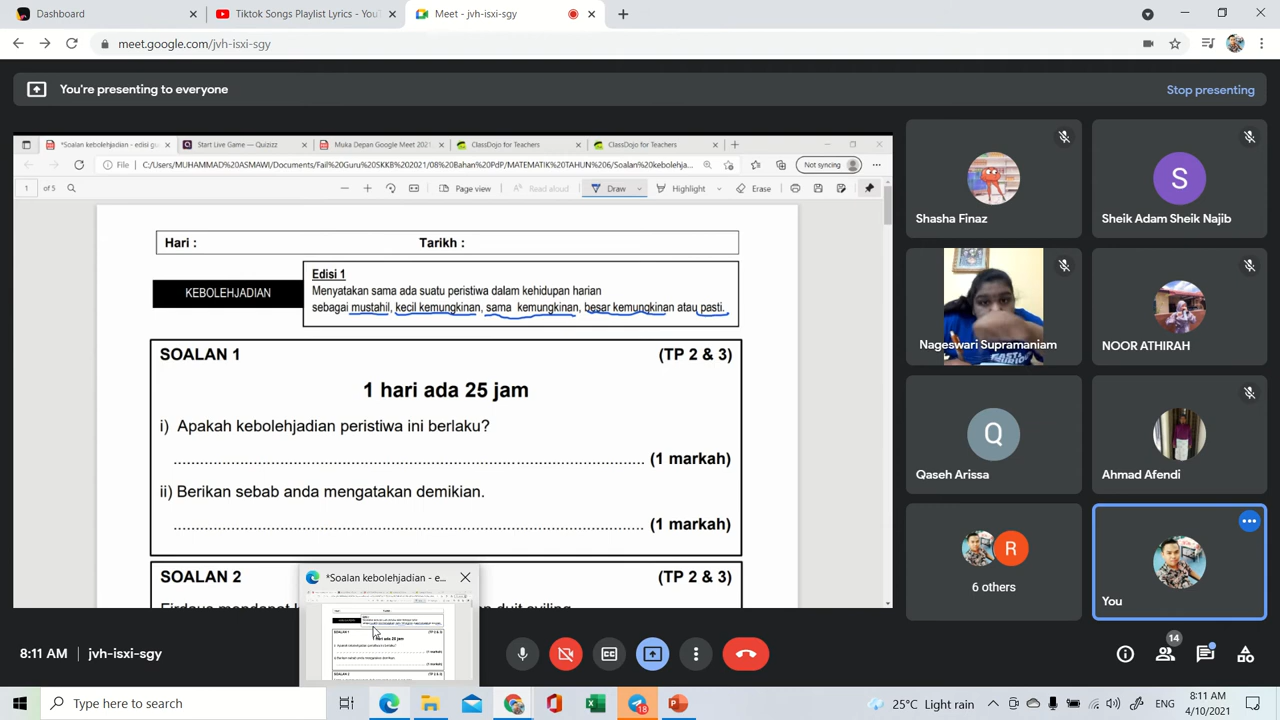 Dashboard
Tiktok Songs Playlist Lyrics - You
Meet - jvh-isxi-sgy
meet.google.com/jvh-isxi-sgy
You're presenting to everyone
Stop presenting
*Soalan kebolehjadian - edisi gu
Start Live Game — Quizizz
Muka Depan Google Meet 2021
ClassDojo for Teachers
ClassDojo for Teachers
File
C:/Users/MUHAMMAD%20ASMAWI/Documents/Fail%20Guru%20SKKB%202021/08%20Bahan%20PdP/MATEMATIK%20TAHUN%206/Soalan%20kebolehja...
Not syncing
1 of 5
Page view
Read aloud
Draw
Highlight
Erase
Hari :
Tarikh :
KEBOLEHJADIAN
Edisi 1
Menyatakan sama ada suatu peristiwa dalam kehidupan harian
sebagai mustahil, kecil kemungkinan, sama kemungkinan, besar kemungkinan atau pasti.
SOALAN 1
(TP 2 & 3)
1 hari ada 25 jam
i) Apakah kebolehjadian peristiwa ini berlaku?
(1 markah)
ii) Berikan sebab anda mengatakan demikian.
(1 markah)
SOALAN 2
(TP 2 & 3)
*Soalan kebolehjadian - e...
Shasha Finaz
S
Sheik Adam Sheik Najib
Nageswari Supramaniam
NOOR ATHIRAH
Q
Qaseh Arissa
Ahmad Afendi
R
6 others
You
8:11 AM
jvh-isxi-sgy
14
Type here to search
18
25°C Light rain
ENG
8:11 AM
4/10/2021